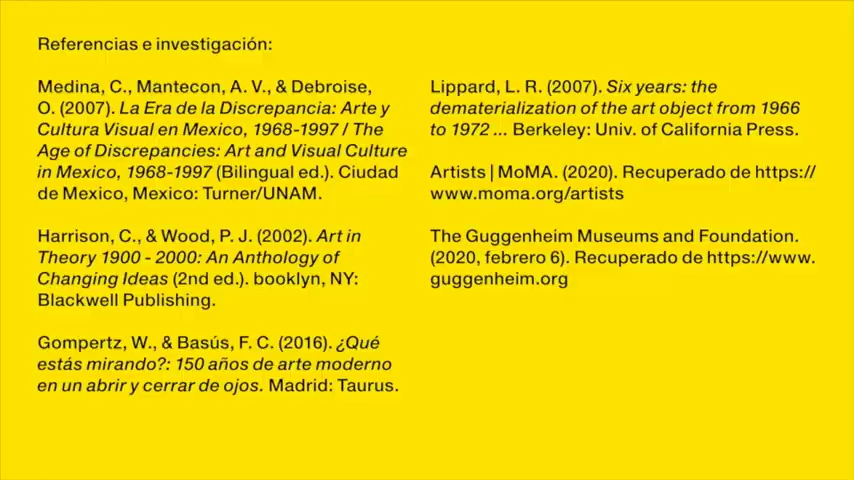 Referencias e investigación:
Medina, C., Mantecon, A. V., & Debroise,
O. (2007). La Era de la Discrepancia: Arte y
Cultura Visual en Mexico, 1968-1997 / The
Age of Discrepancies: Art and Visual Culture
in Mexico, 1968-1997 (Bilingual ed.). Ciudad
de Mexico, Mexico: Turner/UNAM.
Harrison, C., & Wood, P. J. (2002). Art in
Theory 1900 - 2000: An Anthology of
Changing Ideas (2nd ed.). booklyn, NY:
Blackwell Publishing.
Gompertz, W., & Basús, F. C. (2016). ¿Qué
estás mirando?: 150 años de arte moderno
en un abrir y cerrar de ojos. Madrid: Taurus.
Lippard, L. R. (2007). Six years: the
dematerialization of the art object from 1966
to 1972 ... Berkeley: Univ. of California Press.
Artists | MoMA. (2020). Recuperado de https://
www.moma.org/artists
The Guggenheim Museums and Foundation.
(2020, febrero 6). Recuperado de https://www.
guggenheim.org